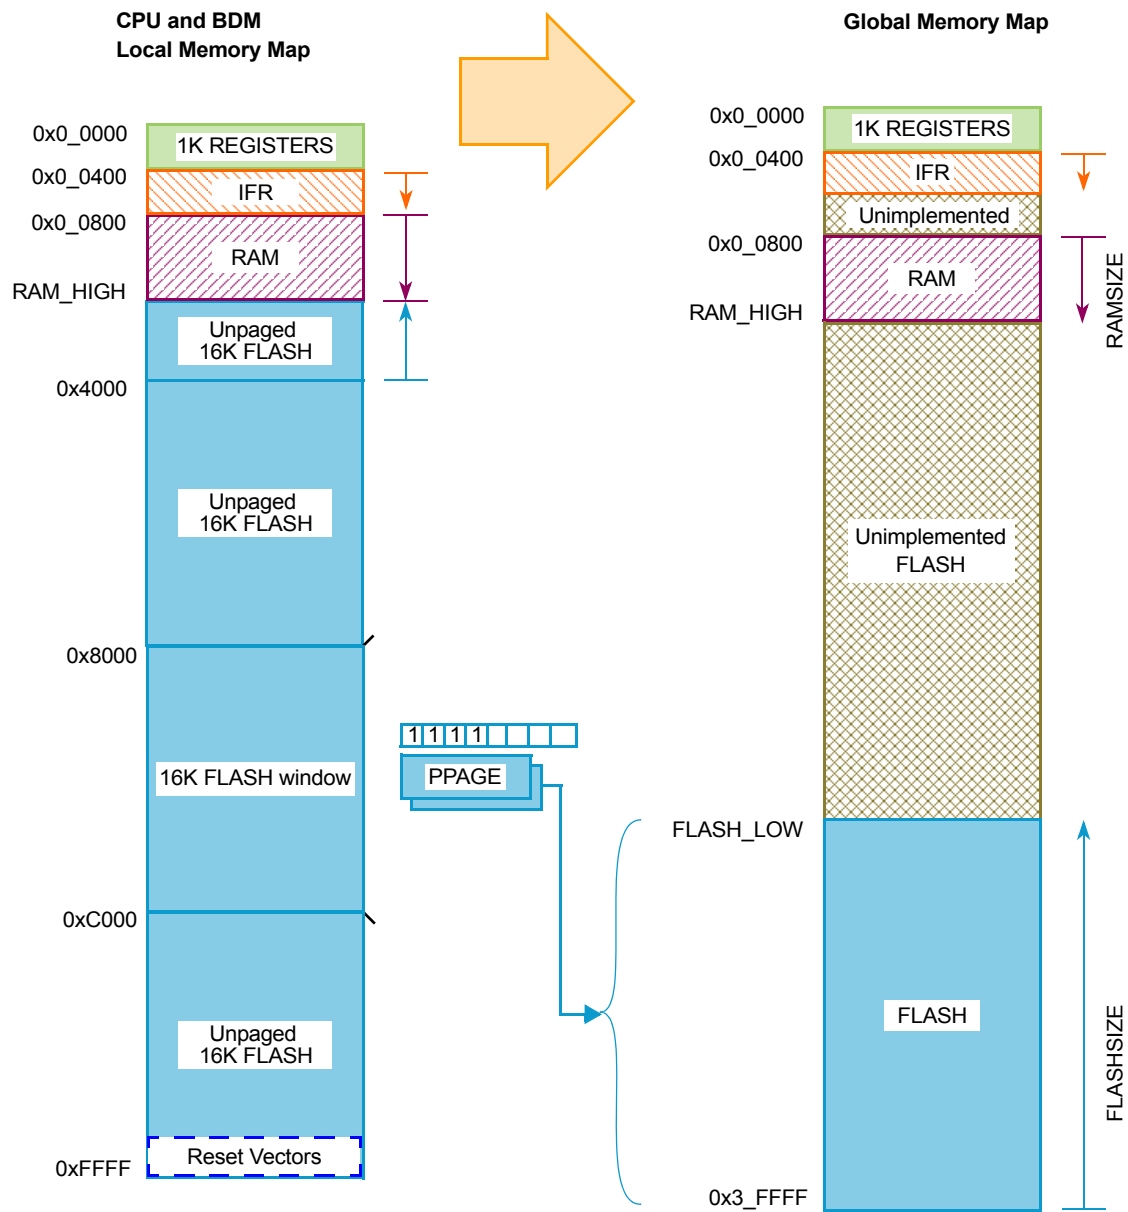 CPU and BDM
Local Memory Map
0x0_0000
1K REGISTERS
0x0_0400
IFR
0x0_0800
RAM
RAM_HIGH
Unpaged
16K FLASH
0x4000
Unpaged
16K FLASH
0x8000
16K FLASH window
0xC000
Unpaged
16K FLASH
Reset Vectors
0xFFFF
1 1 1 1
PPAGE
Global Memory Map
0x0_0000
1K REGISTERS
0x0_0400
IFR
Unimplemented
0x0_0800
RAM
RAM_HIGH
RAMSIZE
Unimplemented
FLASH
FLASH_LOW
FLASH
FLASHSIZE
0x3_FFFF